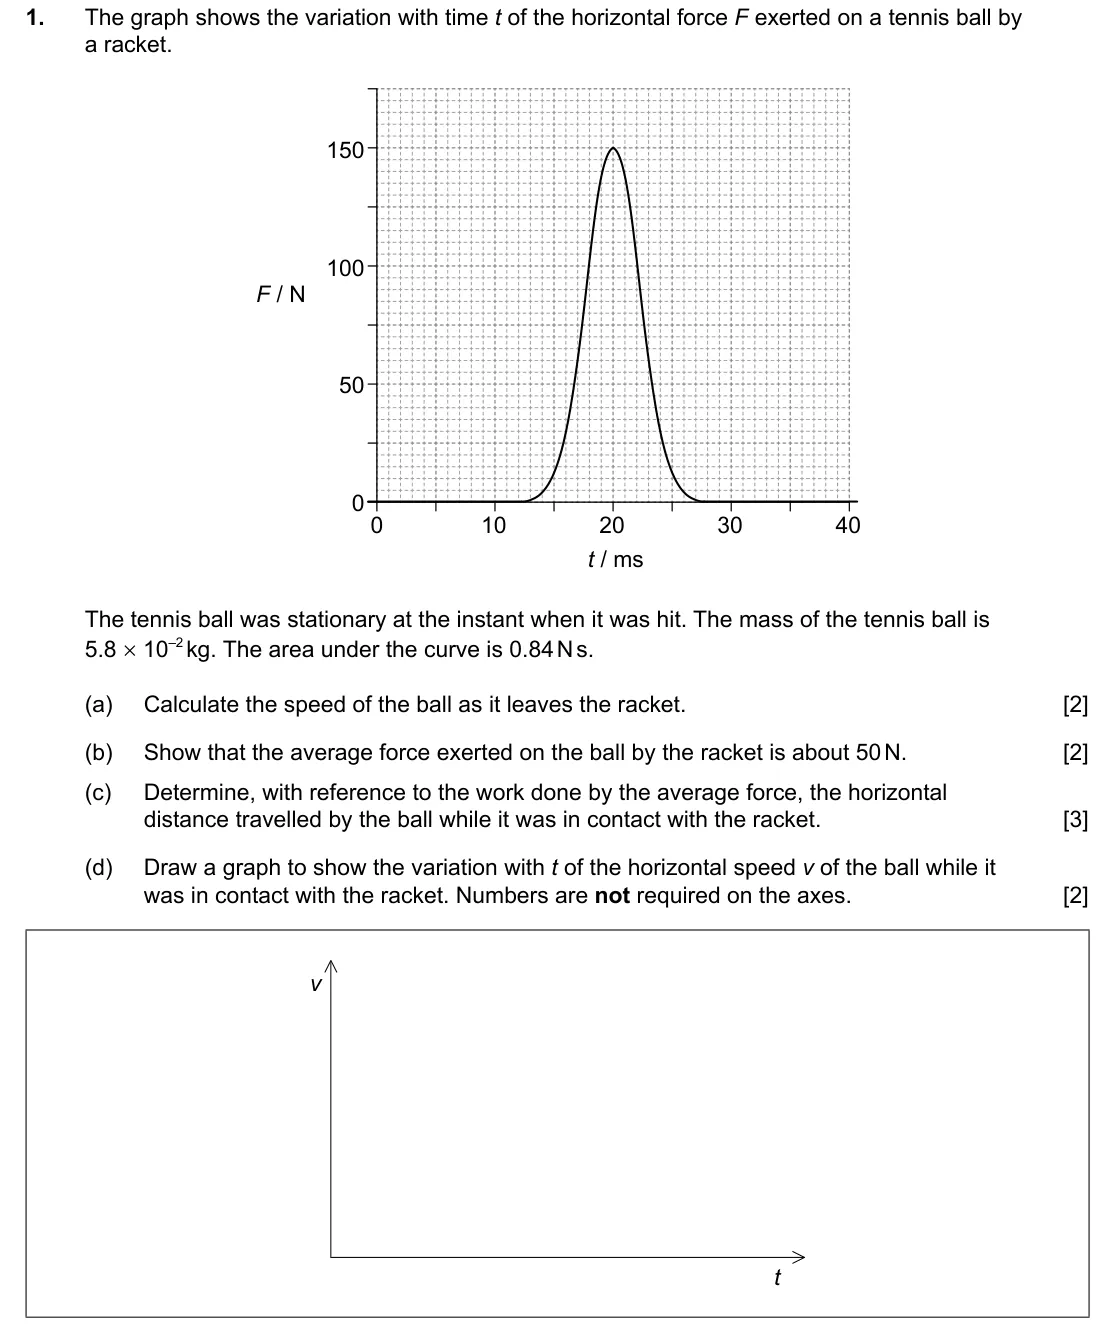 1. The graph shows the variation with time t of the horizontal force F exerted on a tennis ball by
a racket.
150
100
F / N
50
0
0 10 20 30 40
t / ms
The tennis ball was stationary at the instant when it was hit. The mass of the tennis ball is
5.8 × 10⁻² kg. The area under the curve is 0.84 N s.
(a) Calculate the speed of the ball as it leaves the racket. [2]
(b) Show that the average force exerted on the ball by the racket is about 50 N. [2]
(c) Determine, with reference to the work done by the average force, the horizontal
distance travelled by the ball while it was in contact with the racket. [3]
(d) Draw a graph to show the variation with t of the horizontal speed v of the ball while it
was in contact with the racket. Numbers are not required on the axes. [2]
v
t